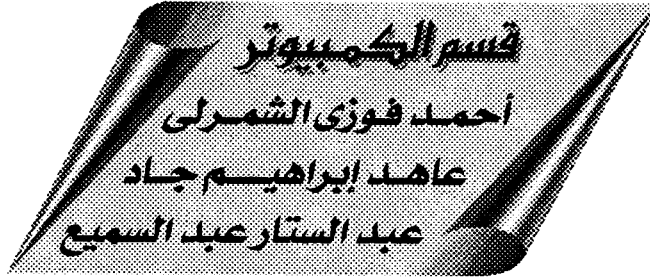 قسم الكمبيوتر
أحمد فوزى الشمرلى
عاهد إبراهيم جاد
عبد الستار عبد السميع